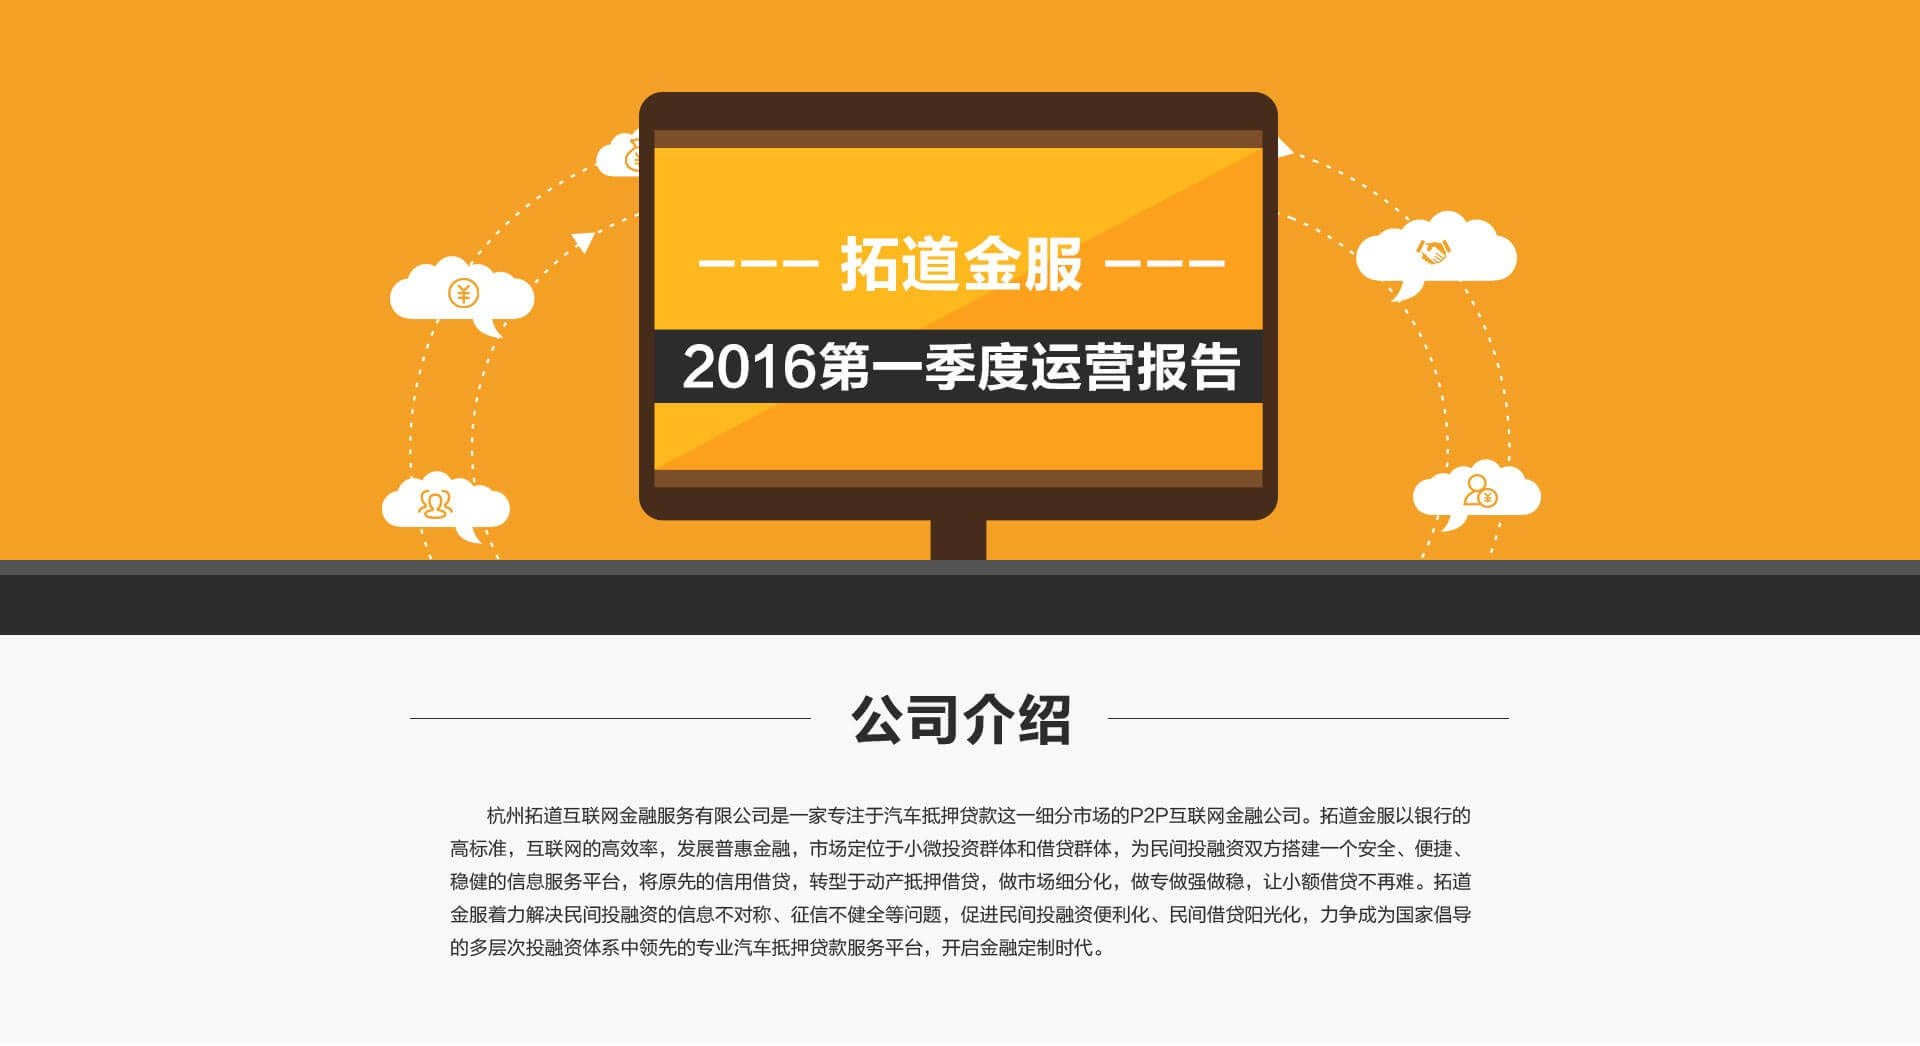 ––– 拓道金服 –––
2016第一季度运营报告
公司介绍
杭州拓道互联网金融服务有限公司是一家专注于汽车抵押贷款这一细分市场的P2P互联网金融公司。拓道金服以银行的
高标准，互联网的高效率，发展普惠金融，市场定位于小微投资群体和借贷群体，为民间投融资双方搭建一个安全、便捷、
稳健的信息服务平台，将原先的信用借贷，转型于动产抵押借贷，做市场细分化，做专做强做稳，让小额借贷不再难。拓道
金服着力解决民间投融资的信息不对称、征信不健全等问题，促进民间投融资便利化、民间借贷阳光化，力争成为国家倡导
的多层次投融资体系中领先的专业汽车抵押贷款服务平台，开启金融定制时代。